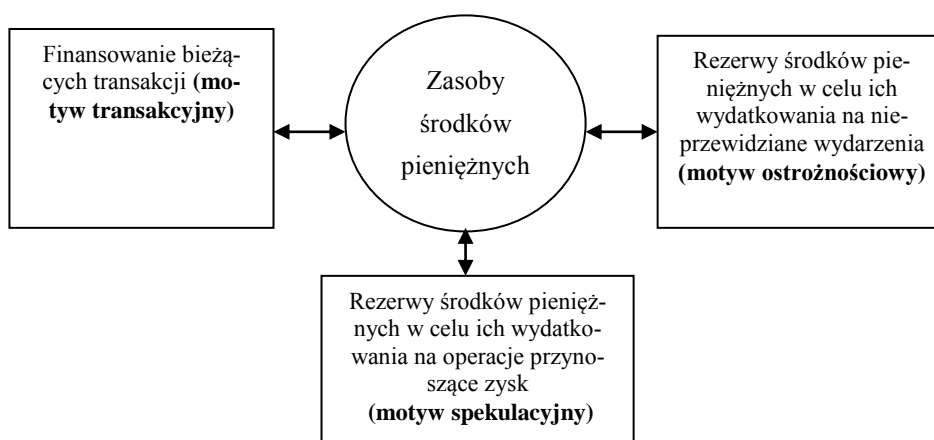 Finansowanie bieżą-
cych transakcji (mo-
tyw transakcyjny)
Zasoby
środków
pieniężnych
Rezerwy środków pie-
niężnych w celu ich
wydatkowania na nie-
przewidziane wydarzenia
(motyw ostrożnościowy)
Rezerwy środków pienięż-
nych w celu ich wydatko-
wania na operacje przyno-
szące zysk
(motyw spekulacyjny)